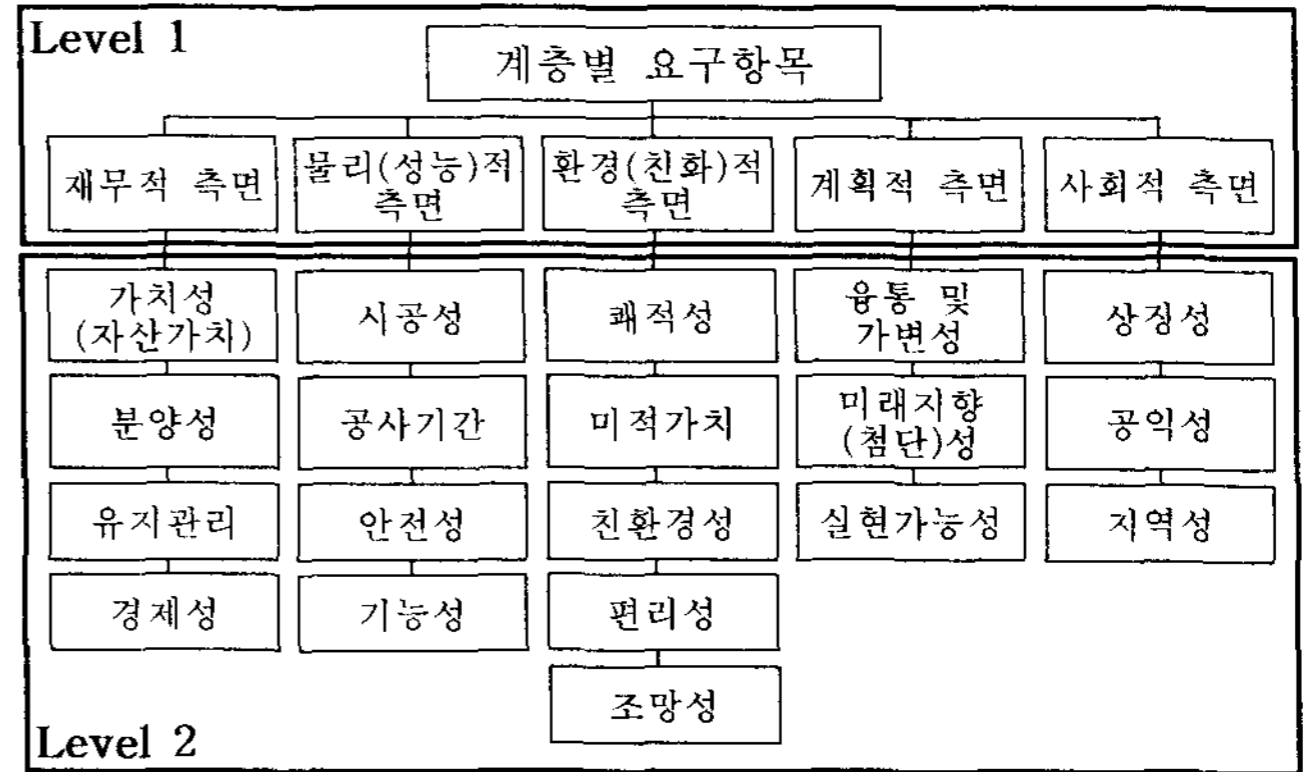 Level 1
계층별 요구항목
재무적 측면
물리(성능)적
측면
환경(친화)적
측면
계획적 측면
사회적 측면
가치성
(자산가치)
시공성
쾌적성
융통 및
가변성
상징성
분양성
공사기간
미적가치
미래지향
(첨단)성
공익성
유지관리
안전성
친환경성
실현가능성
지역성
경제성
기능성
편리성
조망성
Level 2